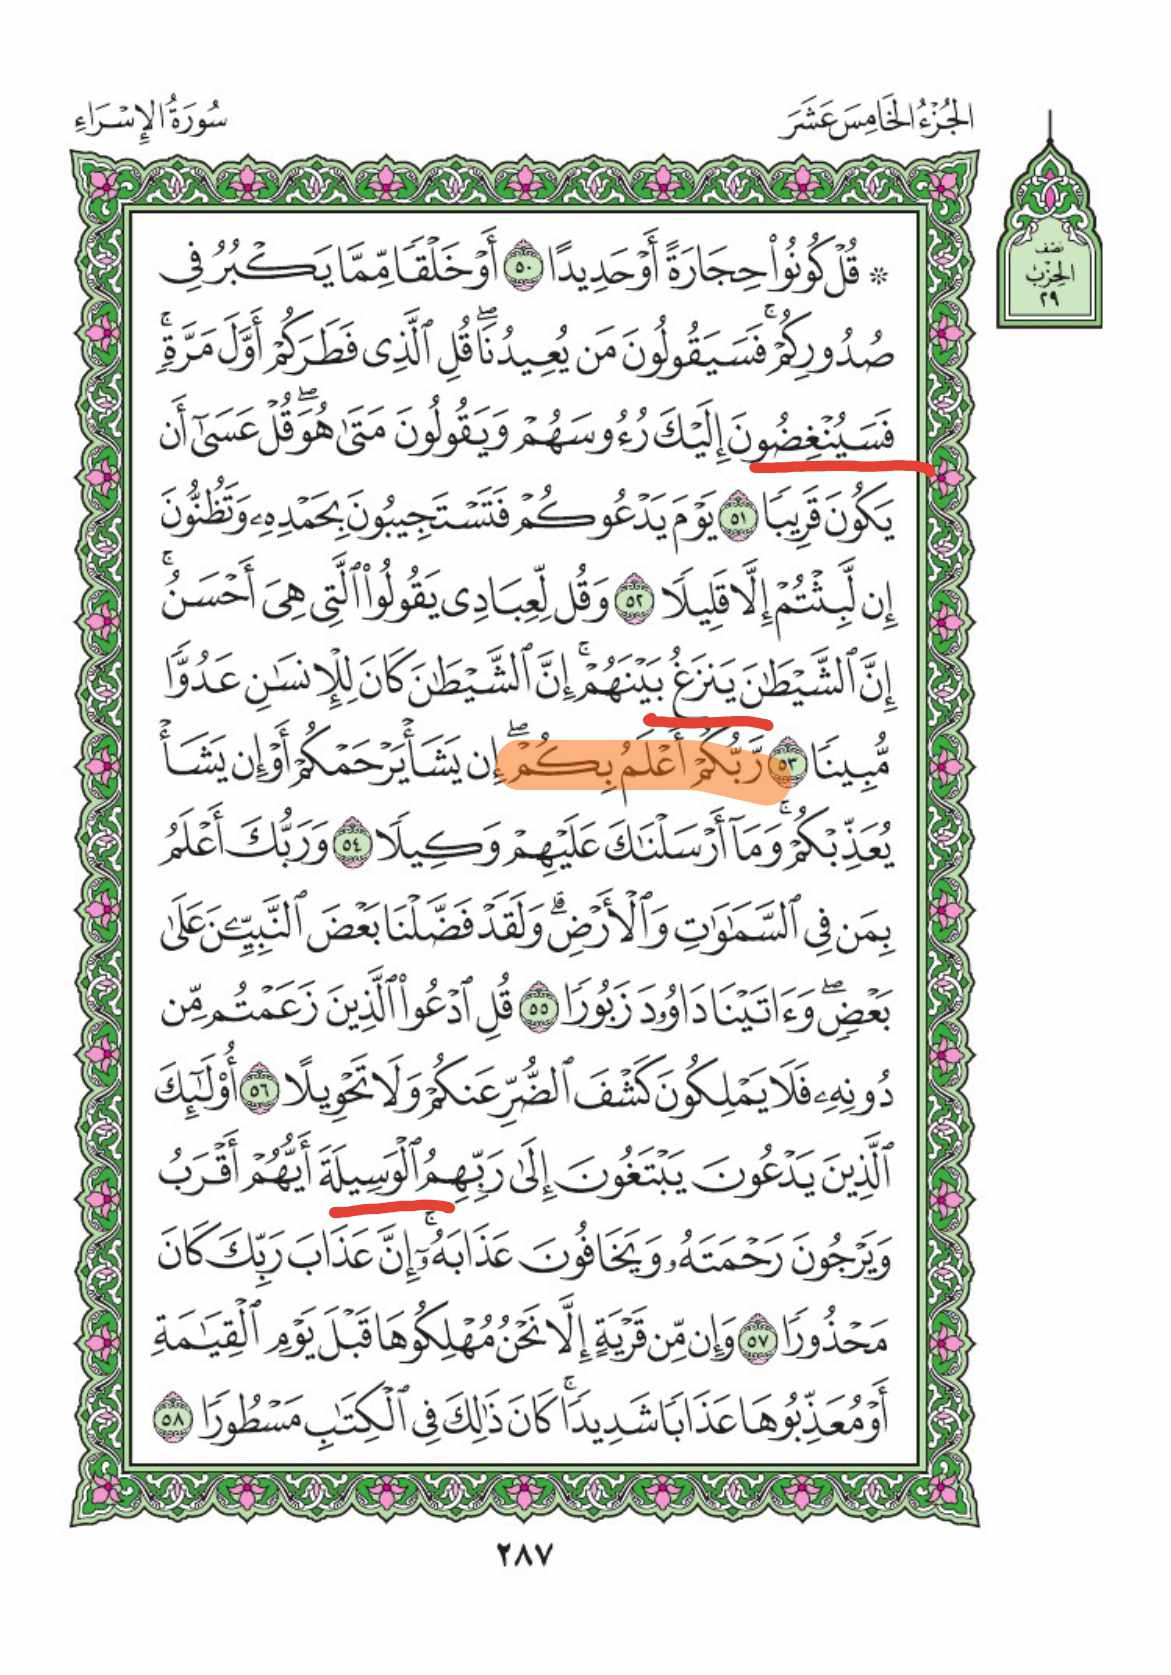 الجُزْءُ الخَامِسَ عَشَرَ
سُورَةُ الإِسْرَاءِ
نصف
الحزب
٢٩
۞ قُلْ كُونُوا۟ حِجَارَةً أَوْ حَدِيدًا ٥٠ أَوْ خَلْقًا مِّمَّا يَكْبُرُ فِى
صُدُورِكُمْ ۚ فَسَيَقُولُونَ مَن يُعِيدُنَا ۖ قُلِ ٱلَّذِى فَطَرَكُمْ أَوَّلَ مَرَّةٍ ۚ
فَسَيُنْغِضُونَ إِلَيْكَ رُءُوسَهُمْ وَيَقُولُونَ مَتَىٰ هُوَ ۖ قُلْ عَسَىٰٓ أَن
يَكُونَ قَرِيبًا ٥١ يَوْمَ يَدْعُوكُمْ فَتَسْتَجِيبُونَ بِحَمْدِهِۦ وَتَظُنُّونَ
إِن لَّبِثْتُمْ إِلَّا قَلِيلًا ٥٢ وَقُل لِّعِبَادِى يَقُولُوا۟ ٱلَّتِى هِىَ أَحْسَنُ ۚ
إِنَّ ٱلشَّيْطَٰنَ يَنزَغُ بَيْنَهُمْ ۚ إِنَّ ٱلشَّيْطَٰنَ كَانَ لِلْإِنسَٰنِ عَدُوًّا
مُّبِينًا ٥٣ رَّبُّكُمْ أَعْلَمُ بِكُمْ ۖ إِن يَشَأْ يَرْحَمْكُمْ أَوْ إِن يَشَأْ
يُعَذِّبْكُمْ ۚ وَمَآ أَرْسَلْنَٰكَ عَلَيْهِمْ وَكِيلًا ٥٤ وَرَبُّكَ أَعْلَمُ
بِمَن فِى ٱلسَّمَٰوَٰتِ وَٱلْأَرْضِ ۗ وَلَقَدْ فَضَّلْنَا بَعْضَ ٱلنَّبِيِّـۧنَ عَلَىٰ
بَعْضٍ ۖ وَءَاتَيْنَا دَاوُۥدَ زَبُورًا ٥٥ قُلِ ٱدْعُوا۟ ٱلَّذِينَ زَعَمْتُم مِّن
دُونِهِۦ فَلَا يَمْلِكُونَ كَشْفَ ٱلضُّرِّ عَنكُمْ وَلَا تَحْوِيلًا ٥٦ أُو۟لَٰٓئِكَ
ٱلَّذِينَ يَدْعُونَ يَبْتَغُونَ إِلَىٰ رَبِّهِمُ ٱلْوَسِيلَةَ أَيُّهُمْ أَقْرَبُ
وَيَرْجُونَ رَحْمَتَهُۥ وَيَخَافُونَ عَذَابَهُۥٓ ۚ إِنَّ عَذَابَ رَبِّكَ كَانَ
مَحْذُورًا ٥٧ وَإِن مِّن قَرْيَةٍ إِلَّا نَحْنُ مُهْلِكُوهَا قَبْلَ يَوْمِ ٱلْقِيَٰمَةِ
أَوْ مُعَذِّبُوهَا عَذَابًا شَدِيدًا ۚ كَانَ ذَٰلِكَ فِى ٱلْكِتَٰبِ مَسْطُورًا ٥٨
٢٨٧